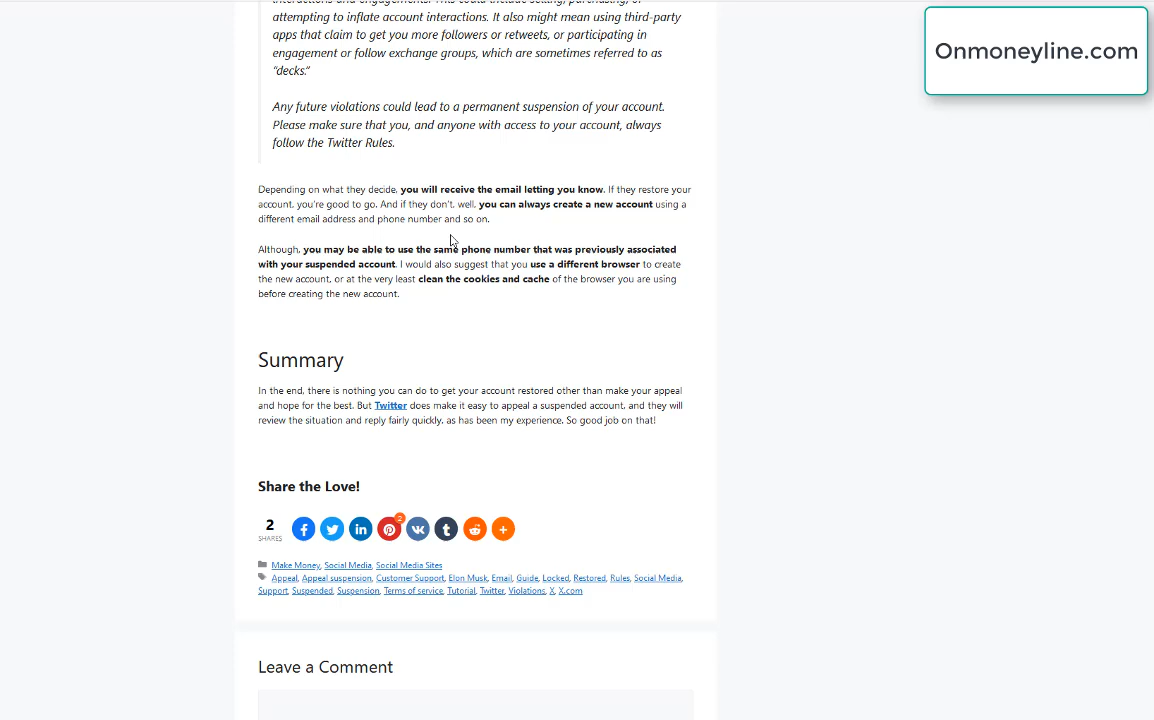 interactions and engagements. This could include selling, purchasing, or
attempting to inflate account interactions. It also might mean using third-party
apps that claim to get you more followers or retweets, or participating in
engagement or follow exchange groups, which are sometimes referred to as
“decks.”
Any future violations could lead to a permanent suspension of your account.
Please make sure that you, and anyone with access to your account, always
follow the Twitter Rules.
Onmoneyline.com
Depending on what they decide, you will receive the email letting you know. If they restore your
account, you're good to go. And if they don't, well, you can always create a new account using a
different email address and phone number and so on.
Although, you may be able to use the same phone number that was previously associated
with your suspended account. I would also suggest that you use a different browser to create
the new account, or at the very least clean the cookies and cache of the browser you are using
before creating the new account.
Summary
In the end, there is nothing you can do to get your account restored other than make your appeal
and hope for the best. But Twitter does make it easy to appeal a suspended account, and they will
review the situation and reply fairly quickly, as has been my experience. So good job on that!
Share the Love!
2
SHARES
2
Make Money, Social Media, Social Media Sites
Appeal, Appeal suspension, Customer Support, Elon Musk, Email, Guide, Locked, Restored, Rules, Social Media,
Support, Suspended, Suspension, Terms of service, Tutorial, Twitter, Violations, X, X.com
Leave a Comment